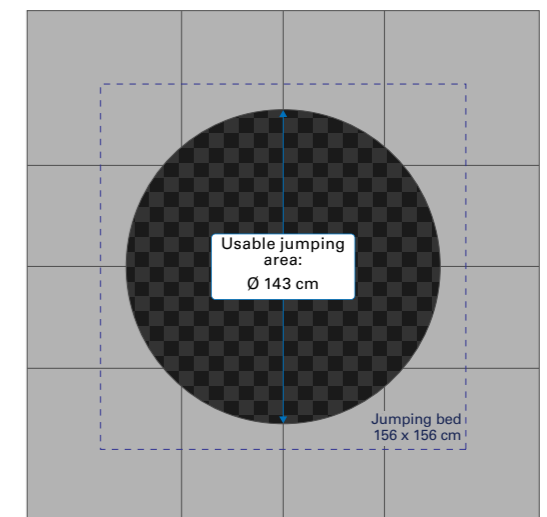 Usable jumping
area:
Ø 143 cm
Jumping bed
156 x 156 cm